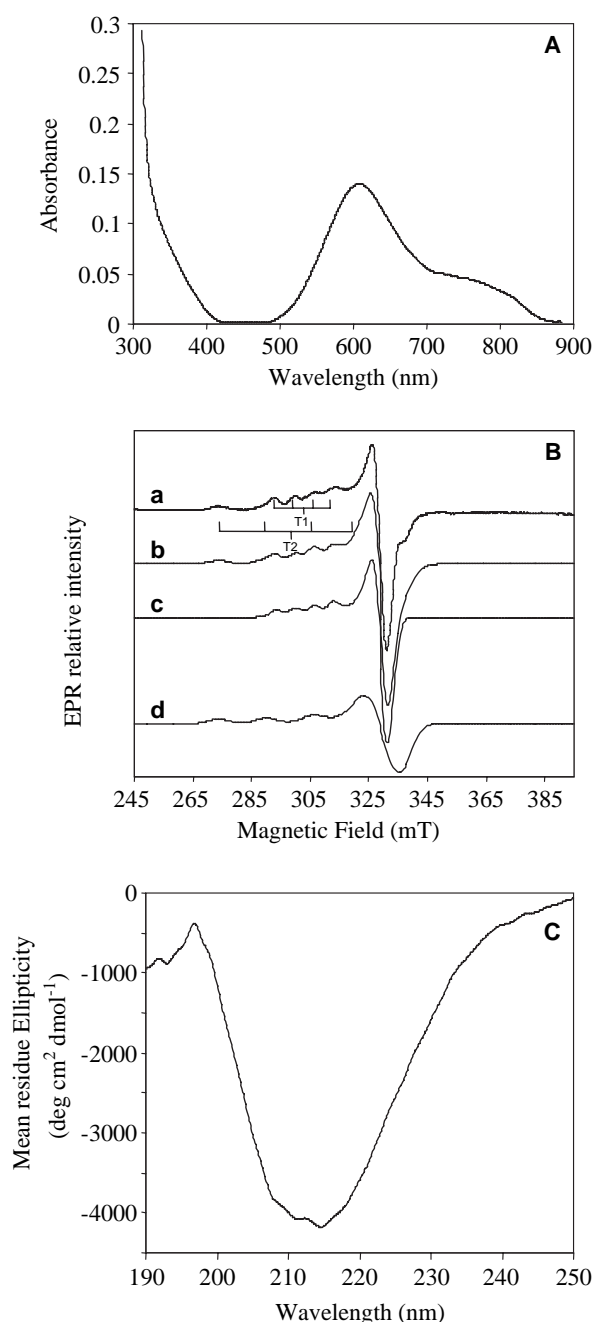 0.3
A
0.25
0.2
0.15
0.1
0.05
0
Absorbance
300 400 500 600 700 800 900
Wavelength (nm)
B
a
T1
b
T2
c
d
EPR relative intensity
245 265 285 305 325 345 365 385
Magnetic Field (mT)
0
C
-1000
-2000
-3000
-4000
Mean residue Ellipticity
(deg cm² dmol⁻¹)
190 200 210 220 230 240 250
Wavelength (nm)